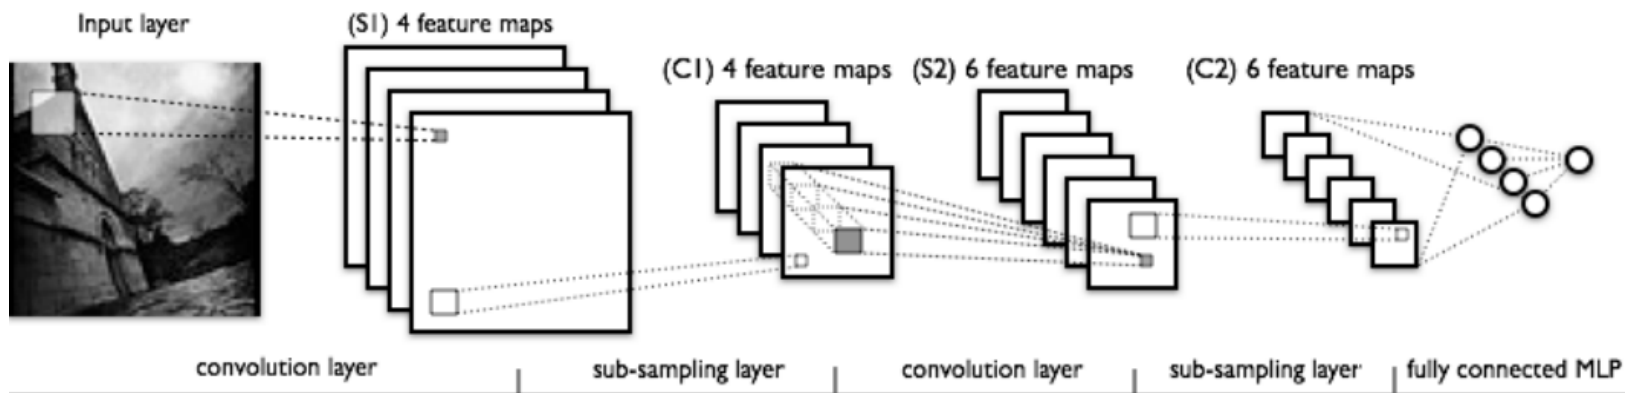 Input layer
(S1) 4 feature maps
(C1) 4 feature maps
(S2) 6 feature maps
(C2) 6 feature maps
convolution layer
sub-sampling layer
convolution layer
sub-sampling layer
fully connected MLP